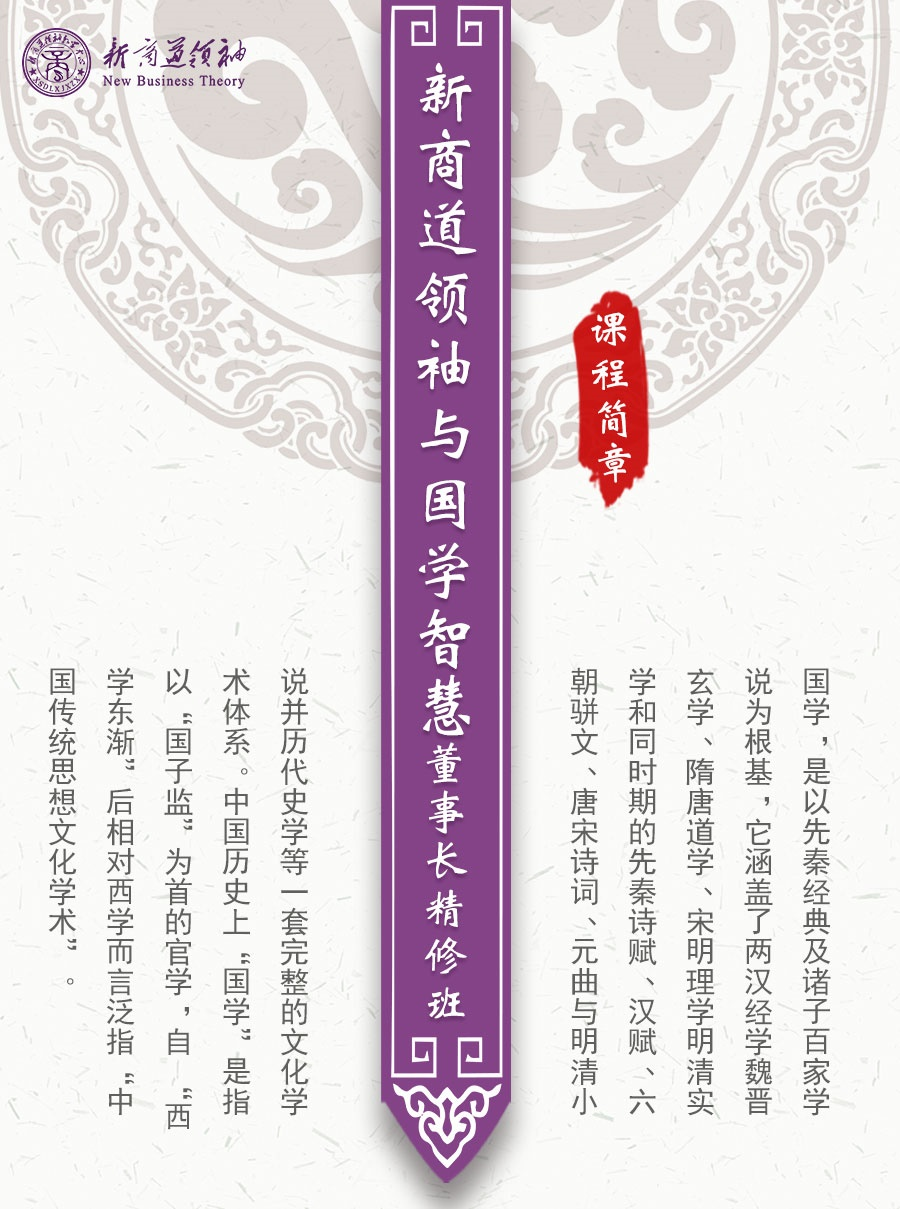 新商道领袖
New Business Theory
XSDLXJXZX
新商道领袖与国学智慧董事长精修班
课程简章
国学，是以先秦经典及诸子百家学
说为根基，它涵盖了两汉经学魏晋
玄学、隋唐道学、宋明理学明清实
学和同时期的先秦诗赋、汉赋、六
朝骈文、唐宋诗词、元曲与明清小
说并历代史学等一套完整的文化学
术体系。中国历史上“国学”是指
以“国子监”为首的官学，自“西
学东渐”后相对西学而言泛指“中
国传统思想文化学术”。